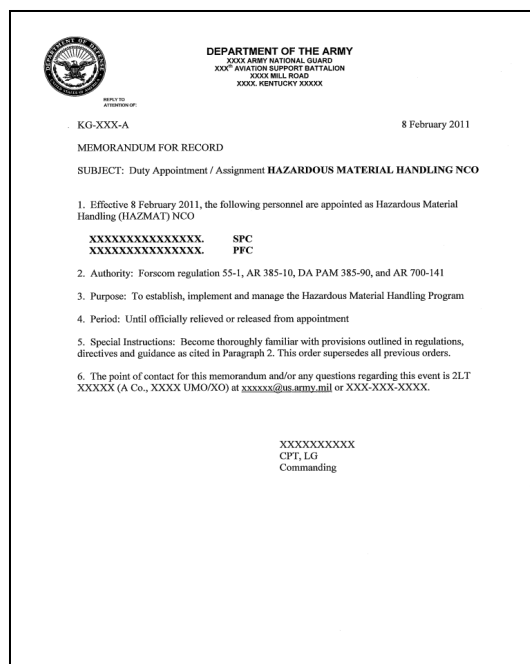 DEPARTMENT OF DEFENSE
UNITED STATES OF AMERICA
DEPARTMENT OF THE ARMY
XXXX ARMY NATIONAL GUARD
XXXᵗʰ AVIATION SUPPORT BATTALION
XXXX MILL ROAD
XXXX. KENTUCKY XXXXX
REPLY TO
ATTENTION OF:
KG-XXX-A 8 February 2011
MEMORANDUM FOR RECORD
SUBJECT: Duty Appointment / Assignment HAZARDOUS MATERIAL HANDLING NCO
1. Effective 8 February 2011, the following personnel are appointed as Hazardous Material
Handling (HAZMAT) NCO
XXXXXXXXXXXXXXX. SPC
XXXXXXXXXXXXXXX. PFC
2. Authority: Forscom regulation 55-1, AR 385-10, DA PAM 385-90, and AR 700-141
3. Purpose: To establish, implement and manage the Hazardous Material Handling Program
4. Period: Until officially relieved or released from appointment
5. Special Instructions: Become thoroughly familiar with provisions outlined in regulations,
directives and guidance as cited in Paragraph 2. This order supersedes all previous orders.
6. The point of contact for this memorandum and/or any questions regarding this event is 2LT
XXXXX (A Co., XXXX UMO/XO) at xxxxxx@us.army.mil or XXX-XXX-XXXX.
XXXXXXXXXX
CPT, LG
Commanding